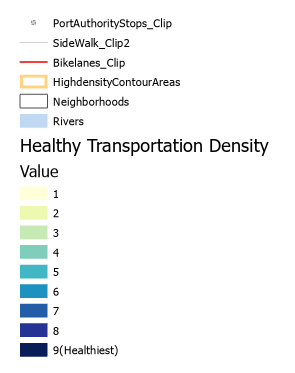 PortAuthorityStops_Clip
SideWalk_Clip2
Bikelanes_Clip
HighdensityContourAreas
Neighborhoods
Rivers
Healthy Transportation Density
Value
1
2
3
4
5
6
7
8
9(Healthiest)